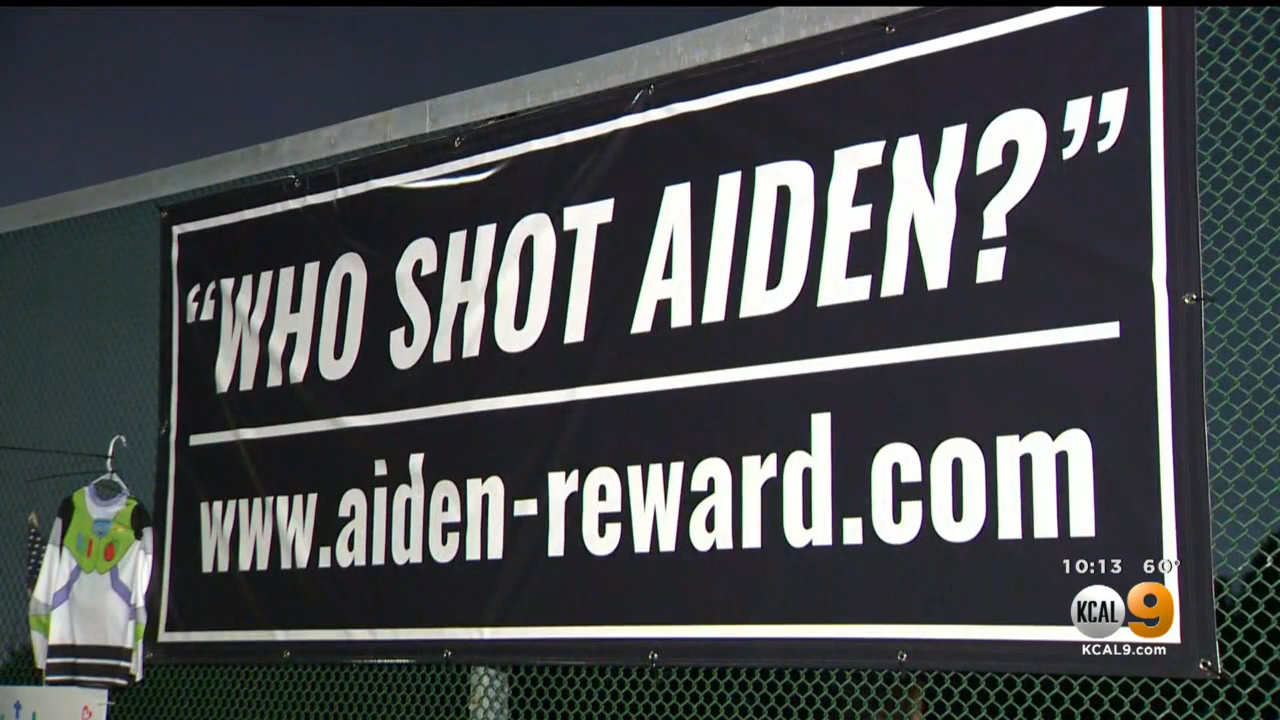 “WHO SHOT AIDEN?”
www.aiden-reward.com
10:13 60°
KCAL 9
KCAL9.com